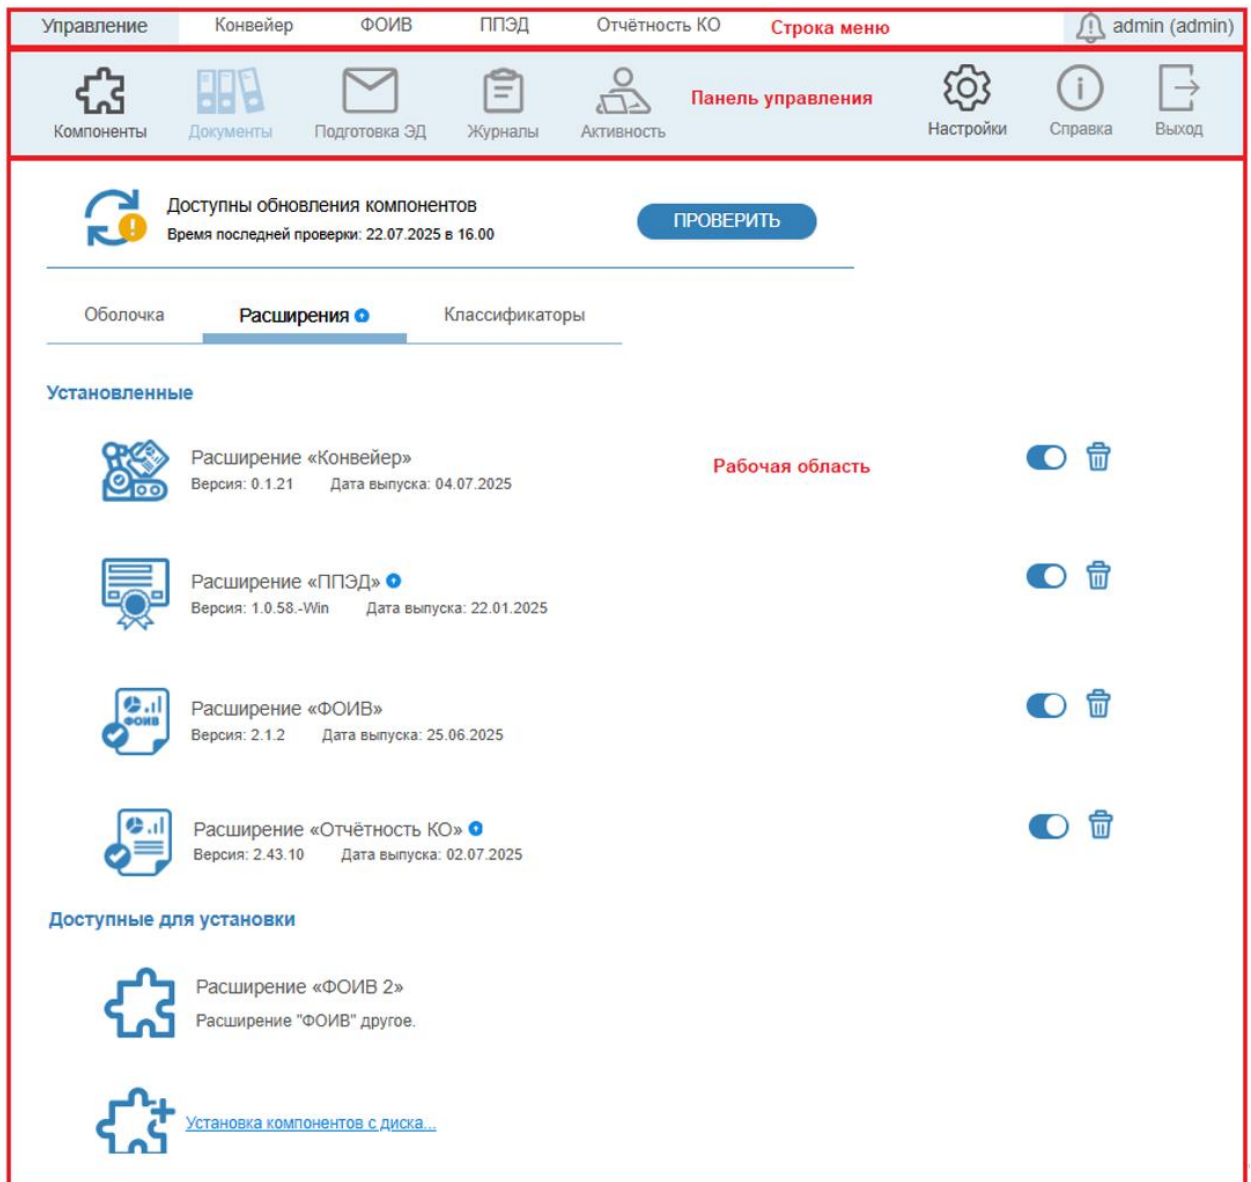 Управление Конвейер ФОИВ ППЭД Отчётность КО Строка меню admin (admin)
Панель управления
Компоненты Документы Подготовка ЭД Журналы Активность Настройки Справка Выход
Доступны обновления компонентов
Время последней проверки: 22.07.2025 в 16.00
ПРОВЕРИТЬ
Оболочка Расширения Классификаторы
Установленные
Расширение «Конвейер»
Версия: 0.1.21 Дата выпуска: 04.07.2025
Рабочая область
Расширение «ППЭД»
Версия: 1.0.58.-Win Дата выпуска: 22.01.2025
ФОИВ
Расширение «ФОИВ»
Версия: 2.1.2 Дата выпуска: 25.06.2025
Расширение «Отчётность КО»
Версия: 2.43.10 Дата выпуска: 02.07.2025
Доступные для установки
Расширение «ФОИВ 2»
Расширение "ФОИВ" другое.
Установка компонентов с диска...